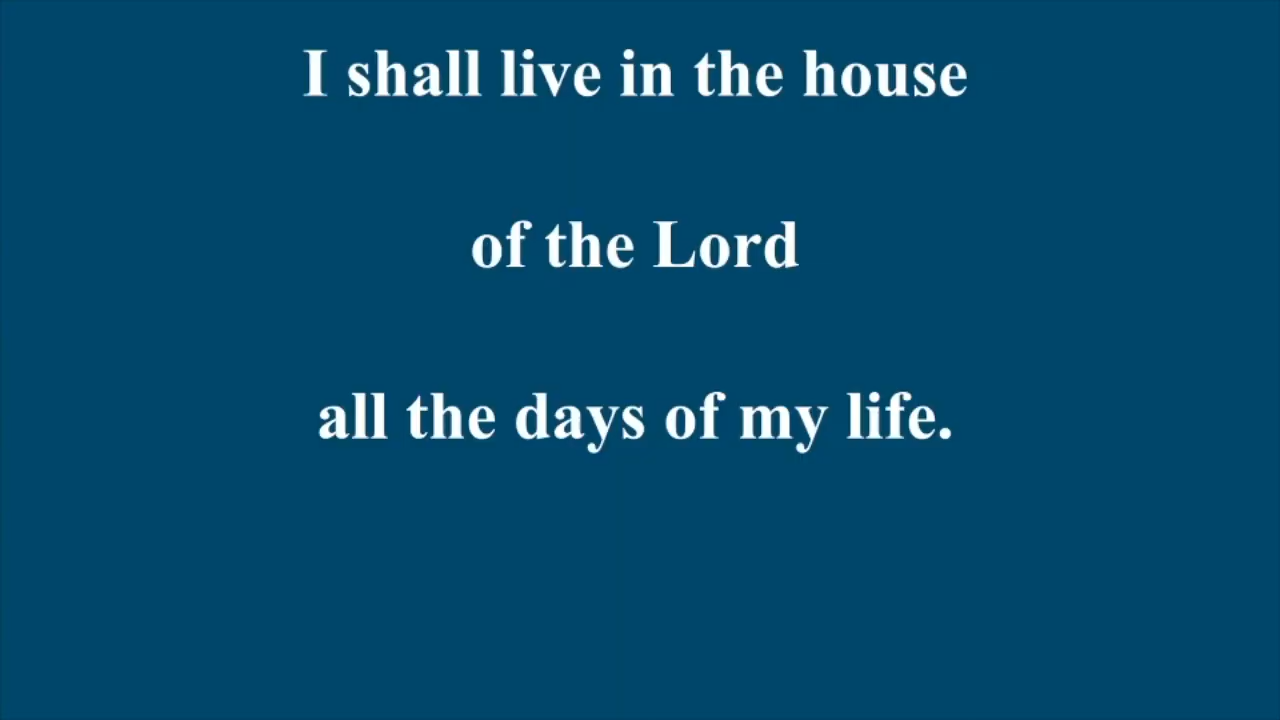 I shall live in the house
of the Lord
all the days of my life.